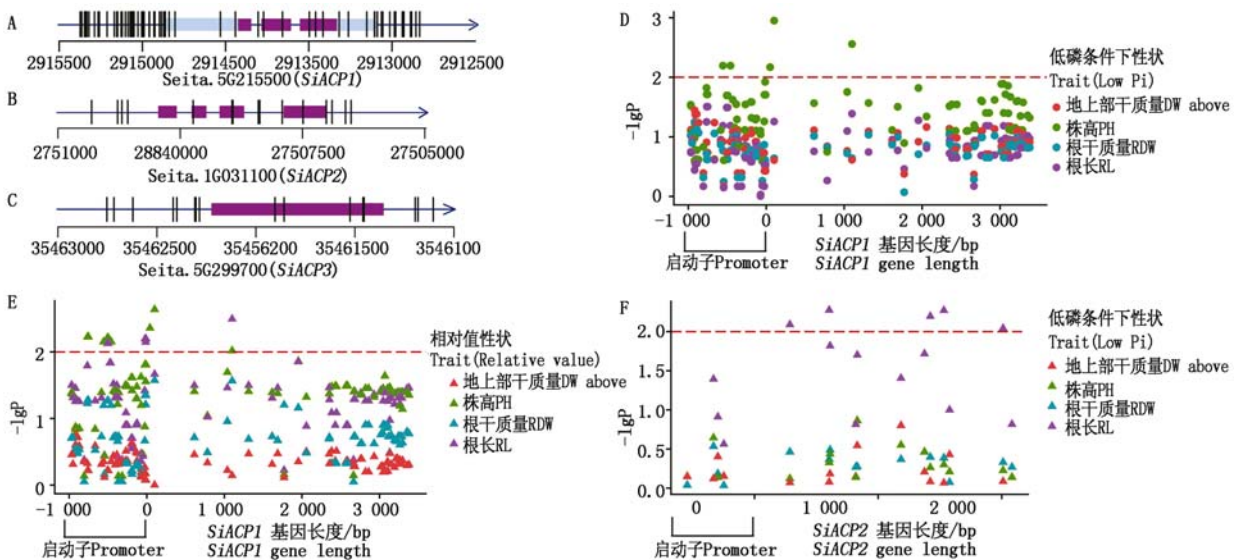 A
2915500 2915000 2914500 2913500 2913000 2912500
Seita.5G215500(SiACP1)
B
2751000 28840000 27507500 27505000
Seita.1G031100(SiACP2)
C
35463000 35462500 35456200 35461500 3546100
Seita.5G299700(SiACP3)
D
-lgP
3
2
1
0
-1 000 0 1 000 2 000 3 000
启动子Promoter
SiACP1 基因长度/bp
SiACP1 gene length
低磷条件下性状
Trait(Low Pi)
地上部干质量DW above
株高PH
根干质量RDW
根长RL
E
-lgP
2
1
0
-1 000 0 1 000 2 000 3 000
启动子Promoter
SiACP1 基因长度/bp
SiACP1 gene length
相对值性状
Trait(Relative value)
地上部干质量DW above
株高PH
根干质量RDW
根长RL
F
-lgP
2.0
1.5
1.0
0.5
0.0
0 1 000 2 000
启动子Promoter
SiACP2 基因长度/bp
SiACP2 gene length
低磷条件下性状
Trait(Low Pi)
地上部干质量DW above
株高PH
根干质量RDW
根长RL